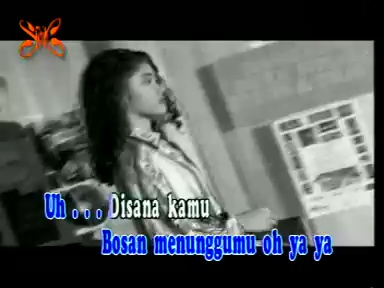 Uh . . . Disana kamu
Bosan menunggumu oh ya ya